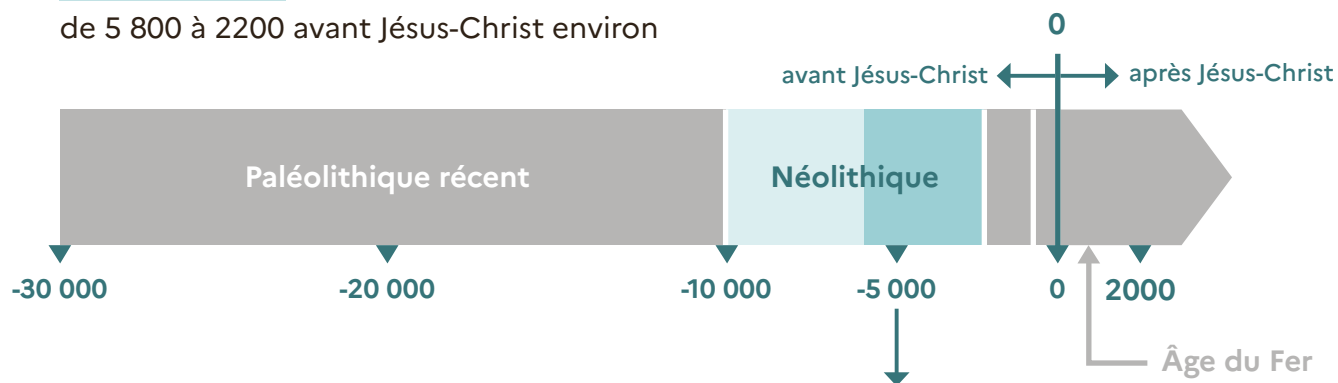 de 5 800 à 2200 avant Jésus-Christ environ
0
avant Jésus-Christ
après Jésus-Christ
Paléolithique récent
Néolithique
-30 000
-20 000
-10 000
-5 000
0
2000
Âge du Fer